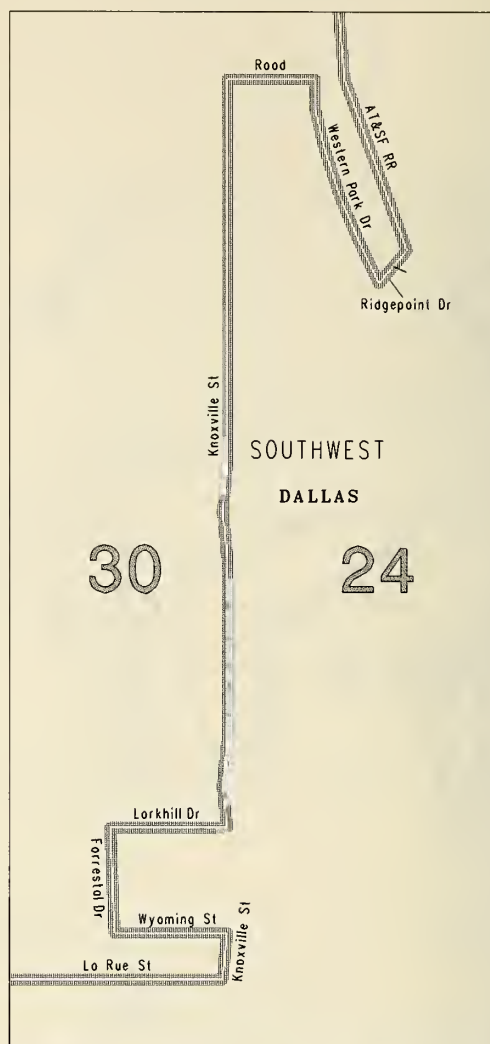 Rood
AT&SF RR
Western Park Dr
Ridgepoint Dr
Knoxville St
SOUTHWEST
DALLAS
30
24
Lorkhill Dr
Forrestal Dr
Wyoming St
Knoxville St
Lo Rue St